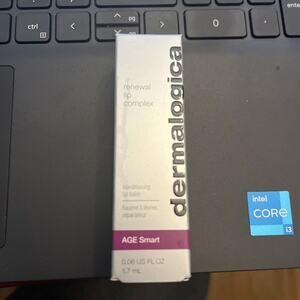 renewal
lip
complex
dermalogica
conditioning
lip balm
baume à lèvres
réparateur
AGE Smart
0.06 US FL OZ
1.7 mL
intel
CORE
i3
ctrl
enter